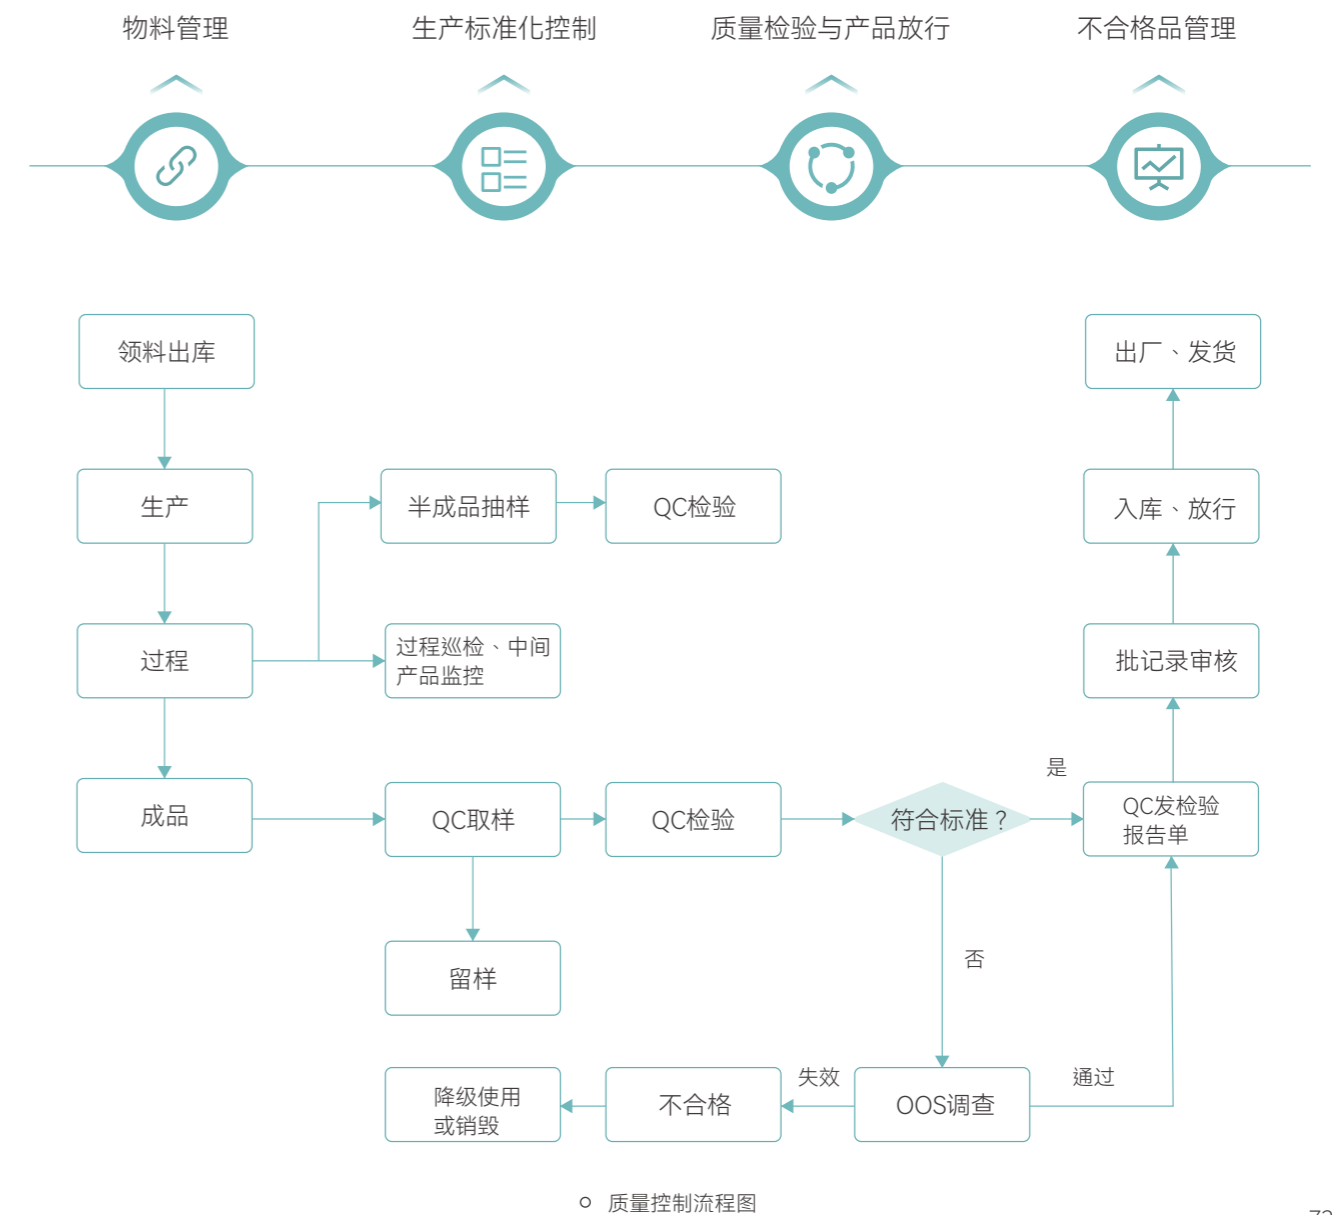 物料管理
生产标准化控制
质量检验与产品放行
不合格品管理
领料出库
出厂、发货
生产
半成品抽样
QC检验
入库、放行
过程
过程巡检、中间
产品监控
批记录审核
成品
QC取样
QC检验
符合标准？
是
QC发检验
报告单
留样
否
降级使用
或销毁
不合格
失效
OOS调查
通过
质量控制流程图